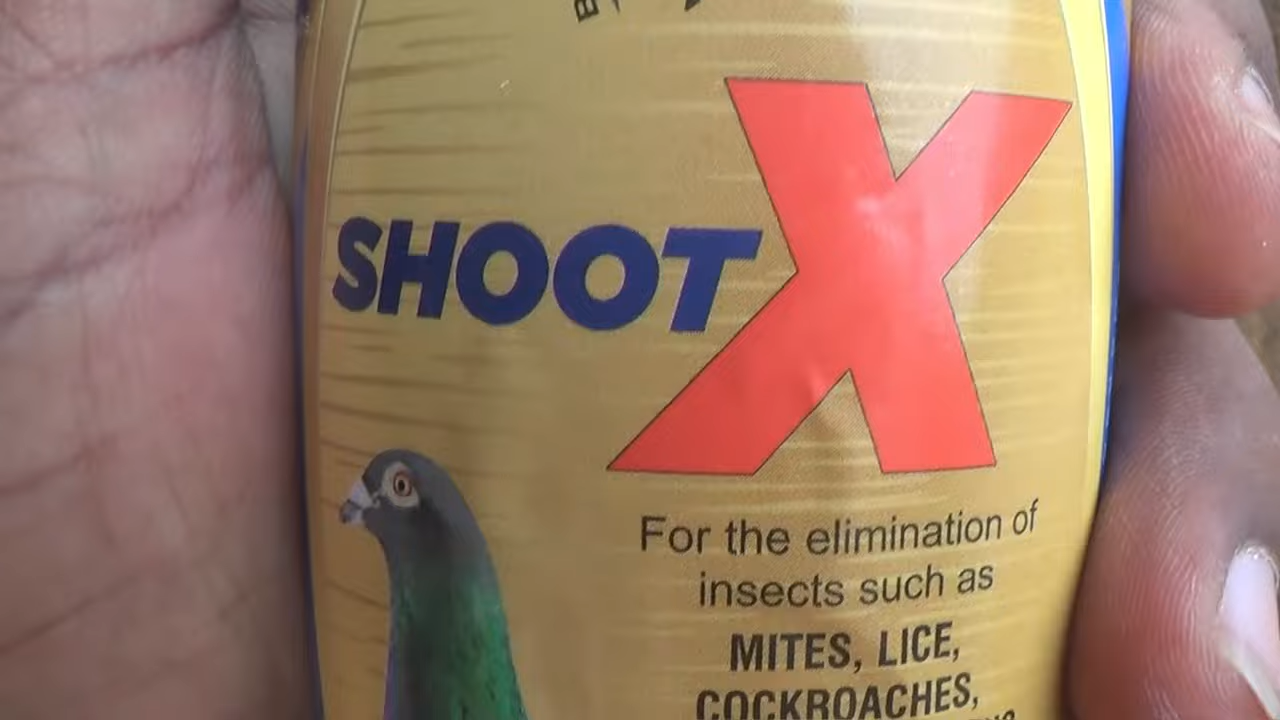 SHOOT X
For the elimination of
insects such as
MITES, LICE,
COCKROACHES,